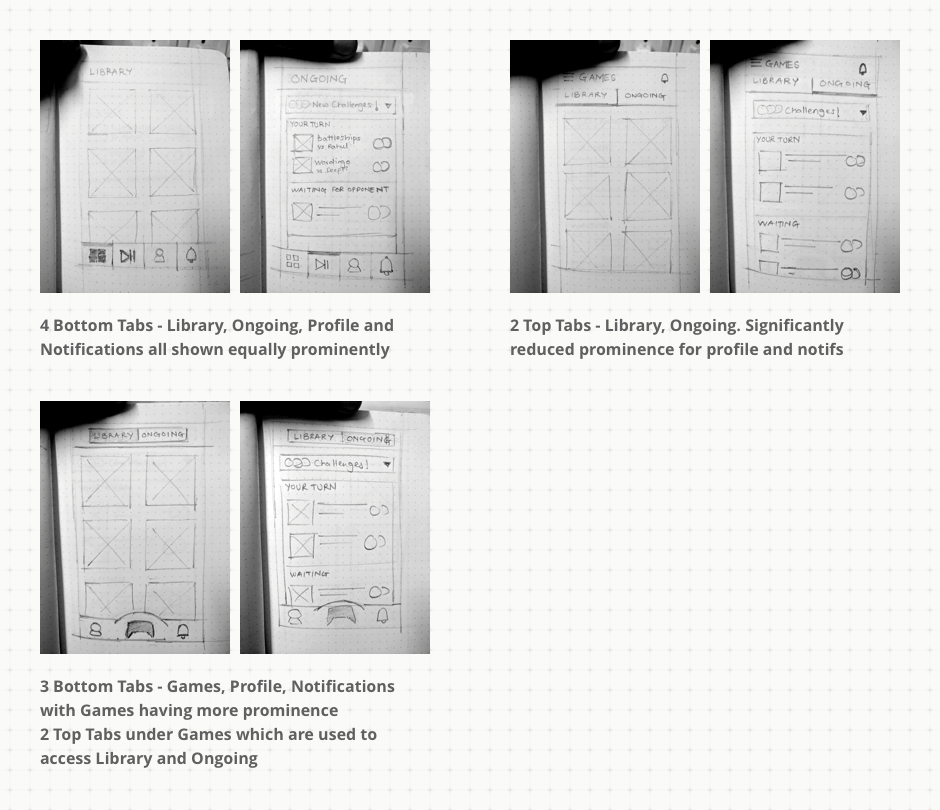 LIBRARY
ONGOING
New Challenges!
YOUR TURN
battleships
vs. Rahul
Wordingo
WAITING FOR OPPONENT
4 Bottom Tabs - Library, Ongoing, Profile and
Notifications all shown equally prominently
GAMES
LIBRARY ONGOING
GAMES
LIBRARY ONGOING
Challenges!
YOUR TURN
WAITING
2 Top Tabs - Library, Ongoing. Significantly
reduced prominence for profile and notifs
LIBRARY ONGOING
LIBRARY ONGOING
Challenges!
YOUR TURN
WAITING
3 Bottom Tabs - Games, Profile, Notifications
with Games having more prominence
2 Top Tabs under Games which are used to
access Library and Ongoing